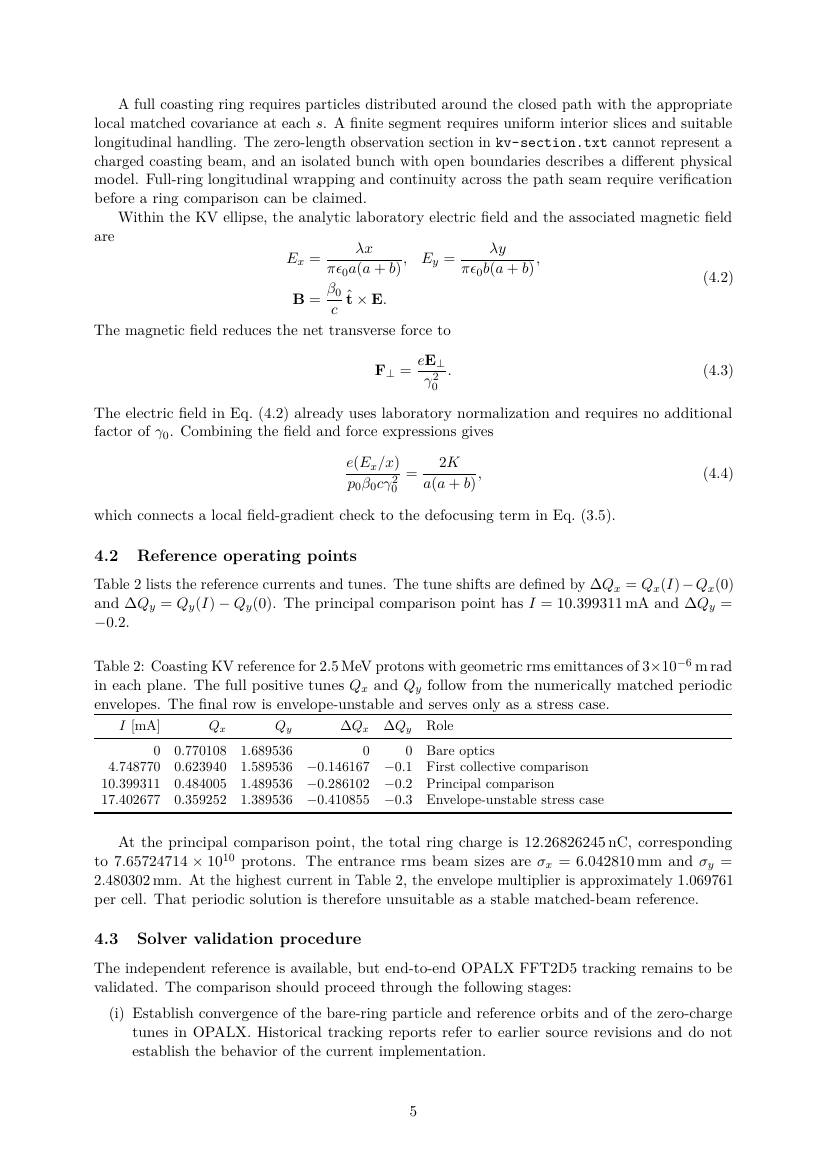 A full coasting ring requires particles distributed around the closed path with the appropriate
local matched covariance at each s. A finite segment requires uniform interior slices and suitable
longitudinal handling. The zero-length observation section in kv-section.txt cannot represent a
charged coasting beam, and an isolated bunch with open boundaries describes a different physical
model. Full-ring longitudinal wrapping and continuity across the path seam require verification
before a ring comparison can be claimed.
Within the KV ellipse, the analytic laboratory electric field and the associated magnetic field
are
E_x = λx / (πϵ_0 a(a + b)),   E_y = λy / (πϵ_0 b(a + b)),
(4.2)
B = (β_0 / c) t̂ × E.
The magnetic field reduces the net transverse force to
F_⊥ = eE_⊥ / γ_0^2. (4.3)
The electric field in Eq. (4.2) already uses laboratory normalization and requires no additional
factor of γ_0. Combining the field and force expressions gives
e(E_x/x) / (p_0 β_0 c γ_0^2) = 2K / (a(a + b)), (4.4)
which connects a local field-gradient check to the defocusing term in Eq. (3.5).
4.2 Reference operating points
Table 2 lists the reference currents and tunes. The tune shifts are defined by ΔQ_x = Q_x(I) − Q_x(0)
and ΔQ_y = Q_y(I) − Q_y(0). The principal comparison point has I = 10.399311 mA and ΔQ_y =
−0.2.
Table 2: Coasting KV reference for 2.5 MeV protons with geometric rms emittances of 3×10^−6 m rad
in each plane. The full positive tunes Q_x and Q_y follow from the numerically matched periodic
envelopes. The final row is envelope-unstable and serves only as a stress case.
I [mA] Q_x Q_y ΔQ_x ΔQ_y Role
0 0.770108 1.689536 0 0 Bare optics
4.748770 0.623940 1.589536 −0.146167 −0.1 First collective comparison
10.399311 0.484005 1.489536 −0.286102 −0.2 Principal comparison
17.402677 0.359252 1.389536 −0.410855 −0.3 Envelope-unstable stress case
At the principal comparison point, the total ring charge is 12.26826245 nC, corresponding
to 7.65724714 × 10^10 protons. The entrance rms beam sizes are σ_x = 6.042810 mm and σ_y =
2.480302 mm. At the highest current in Table 2, the envelope multiplier is approximately 1.069761
per cell. That periodic solution is therefore unsuitable as a stable matched-beam reference.
4.3 Solver validation procedure
The independent reference is available, but end-to-end OPALX FFT2D5 tracking remains to be
validated. The comparison should proceed through the following stages:
(i) Establish convergence of the bare-ring particle and reference orbits and of the zero-charge
tunes in OPALX. Historical tracking reports refer to earlier source revisions and do not
establish the behavior of the current implementation.
5